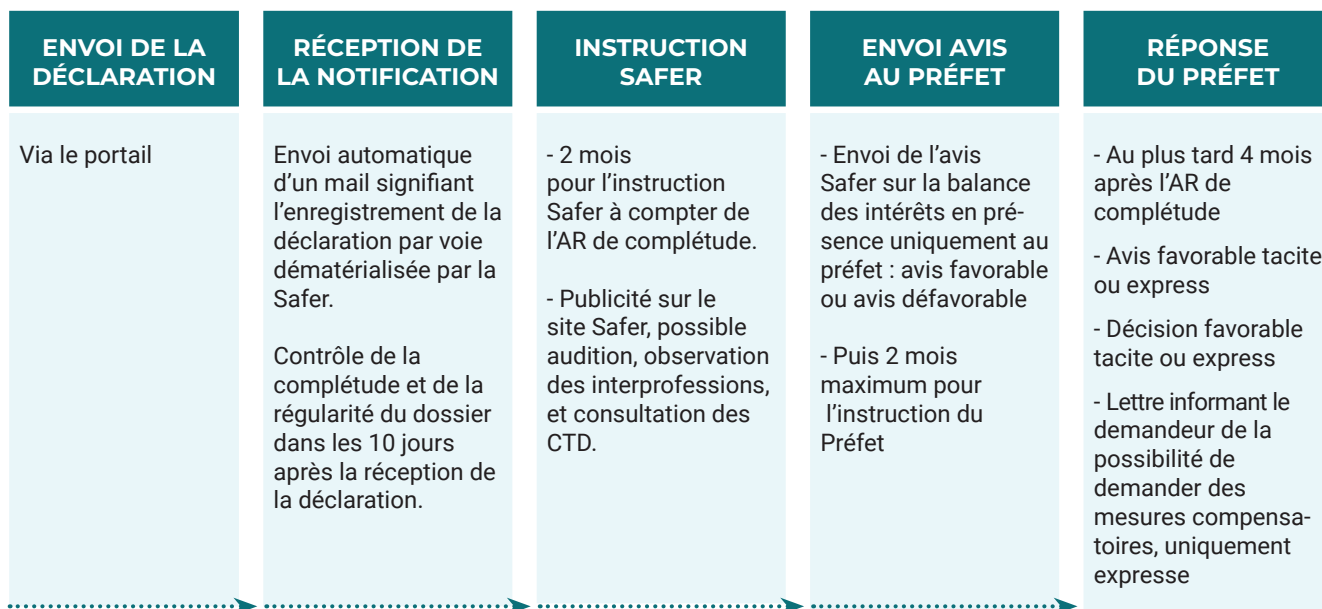 ENVOI DE LA
DÉCLARATION
Via le portail
RÉCEPTION DE
LA NOTIFICATION
Envoi automatique
d’un mail signifiant
l’enregistrement de la
déclaration par voie
dématérialisée par la
Safer.
Contrôle de la
complétude et de la
régularité du dossier
dans les 10 jours
après la réception de
la déclaration.
INSTRUCTION
SAFER
- 2 mois
pour l’instruction
Safer à compter de
l’AR de complétude.
- Publicité sur le
site Safer, possible
audition, observation
des interprofessions,
et consultation des
CTD.
ENVOI AVIS
AU PRÉFET
- Envoi de l’avis
Safer sur la balance
des intérêts en pré-
sence uniquement au
préfet : avis favorable
ou avis défavorable
- Puis 2 mois
maximum pour
l’instruction du
Préfet
RÉPONSE
DU PRÉFET
- Au plus tard 4 mois
après l’AR de
complétude
- Avis favorable tacite
ou express
- Décision favorable
tacite ou express
- Lettre informant le
demandeur de la
possibilité de
demander des
mesures compensa-
toires, uniquement
expresse